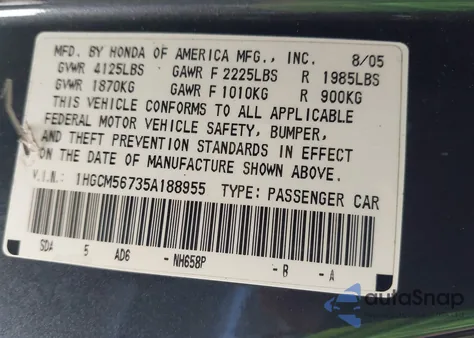 MFD. BY HONDA OF AMERICA MFG., INC. 8/05
GVWR 4125LBS GAWR F 2225LBS R 1985LBS
GVWR 1870KG GAWR F 1010KG R 900KG
THIS VEHICLE CONFORMS TO ALL APPLICABLE
FEDERAL MOTOR VEHICLE SAFETY, BUMPER,
AND THEFT PREVENTION STANDARDS IN EFFECT
ON THE DATE OF MANUFACTURE SHOWN ABOVE.
V.I.N.: 1HGCM56735A188955 TYPE: PASSENGER CAR
SDA 5 AD6 -NH658P -B -A
autoSnap